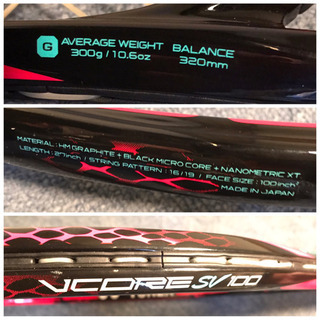 G AVERAGE WEIGHT BALANCE
300g / 10.6oz 320mm
MATERIAL : HM GRAPHITE + BLACK MICRO CORE + NANOMETRIC XT
LENGTH : 27inch / STRING PATTERN : 16/19 / FACE SIZE : 100inch²
MADE IN JAPAN
VCORE SV 100